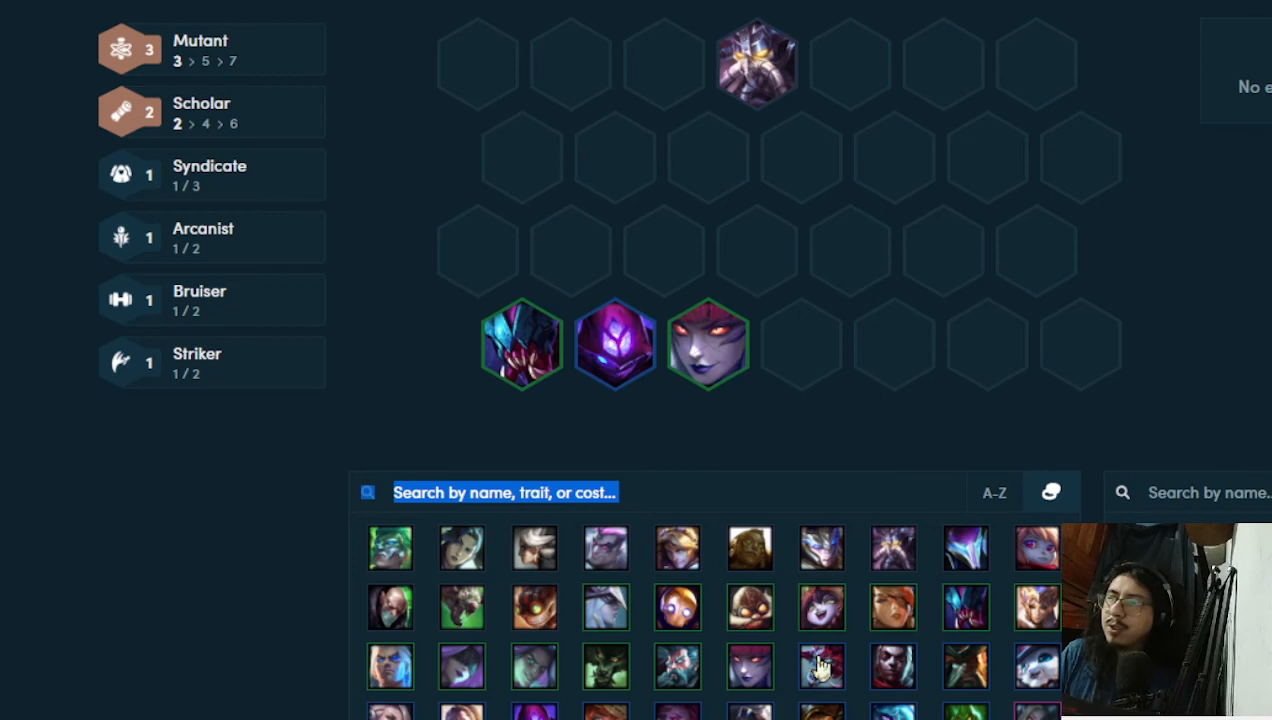 3 Mutant
3 > 5 > 7
No e
2 Scholar
2 > 4 > 6
1 Syndicate
1 / 3
1 Arcanist
1 / 2
1 Bruiser
1 / 2
1 Striker
1 / 2
Search by name, trait, or cost...
A-Z
Search by name..